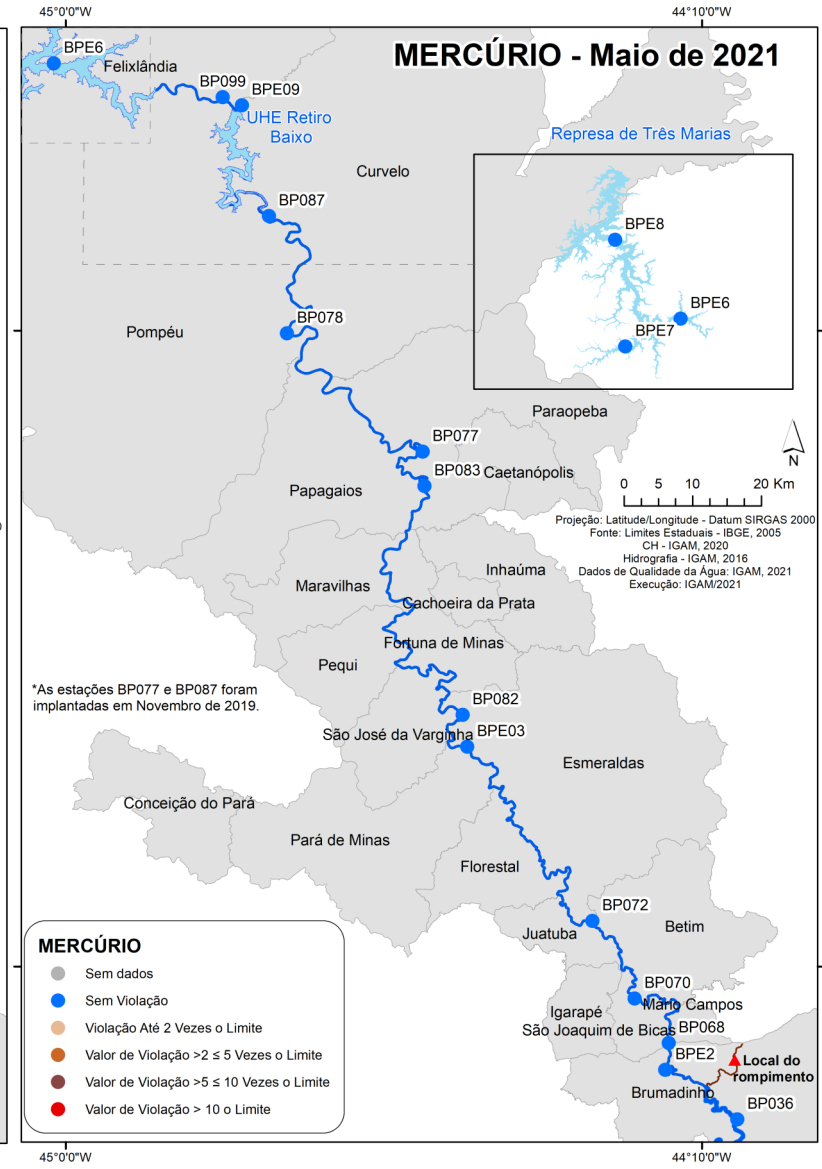 45°0'0"W
44°10'0"W
MERCÚRIO - Maio de 2021
BPE6
Felixlândia
BP099
BPE09
UHE Retiro
Baixo
Represa de Três Marias
Curvelo
BP087
BPE8
BPE6
BPE7
BP078
Pompéu
Paraopeba
BP077
BP083
Caetanópolis
Papagaios
N
0 5 10 20 Km
Projeção: Latitude/Longitude - Datum SIRGAS 2000
Fonte: Limites Estaduais - IBGE, 2005
CH - IGAM, 2020
Hidrografia - IGAM, 2016
Dados de Qualidade da Água: IGAM, 2021
Execução: IGAM/2021
Inhaúma
Maravilhas
Cachoeira da Prata
Fortuna de Minas
Pequi
*As estações BP077 e BP087 foram
implantadas em Novembro de 2019.
BP082
São José da Varginha
BPE03
Esmeraldas
Conceição do Pará
Pará de Minas
Florestal
BP072
Betim
Juatuba
MERCÚRIO
Sem dados
Sem Violação
Violação Até 2 Vezes o Limite
Valor de Violação >2 ≤ 5 Vezes o Limite
Valor de Violação >5 ≤ 10 Vezes o Limite
Valor de Violação > 10 o Limite
BP070
Mário Campos
Igarapé
São Joaquim de Bicas
BP068
BPE2
Local do
rompimento
Brumadinho
BP036
45°0'0"W
44°10'0"W